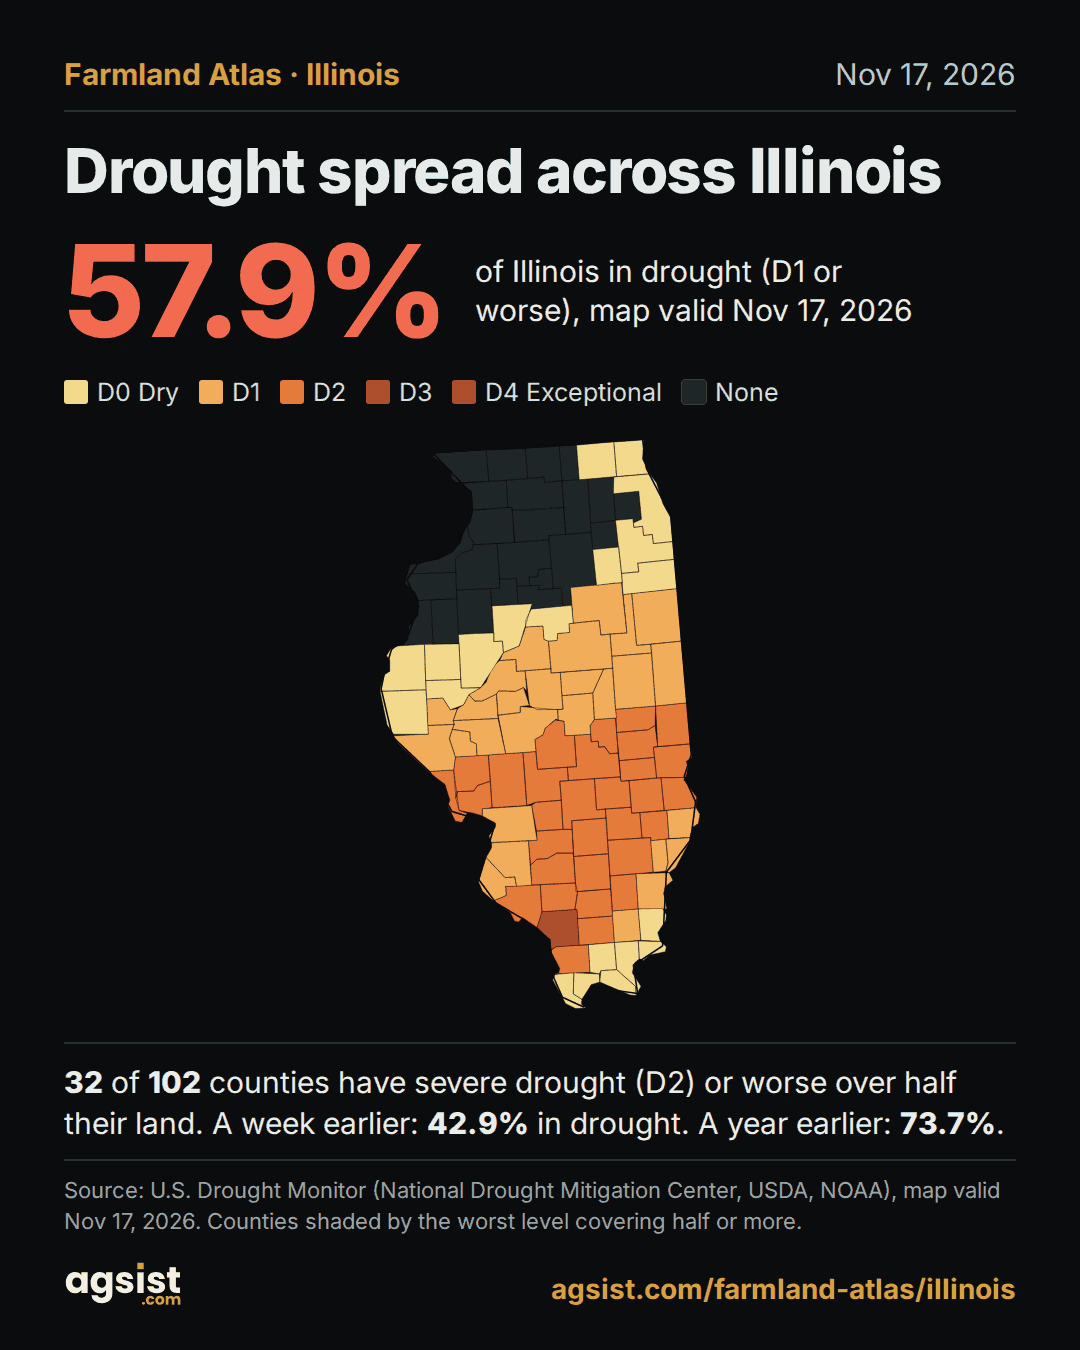 Farmland Atlas · Illinois
Nov 17, 2026
Drought spread across Illinois
57.9%
of Illinois in drought (D1 or
worse), map valid Nov 17, 2026
D0 Dry D1 D2 D3 D4 Exceptional None
32 of 102 counties have severe drought (D2) or worse over half
their land. A week earlier: 42.9% in drought. A year earlier: 73.7%.
Source: U.S. Drought Monitor (National Drought Mitigation Center, USDA, NOAA), map valid
Nov 17, 2026. Counties shaded by the worst level covering half or more.
agsist
.com
agsist.com/farmland-atlas/illinois